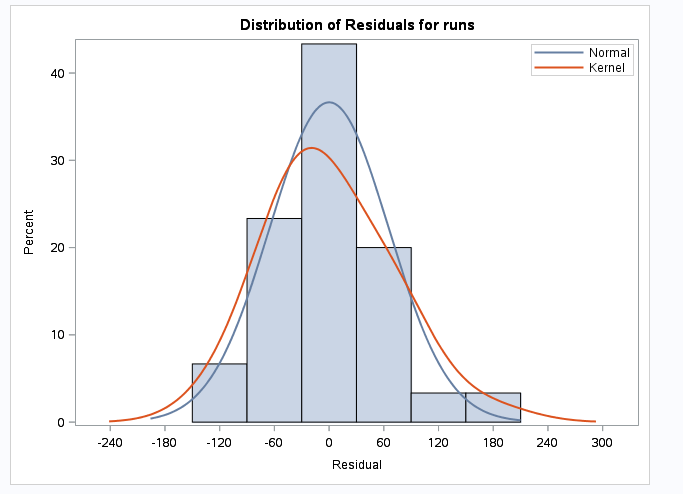 Distribution of Residuals for runs
Normal
Kernel
40
30
20
10
0
Percent
-240 -180 -120 -60 0 60 120 180 240 300
Residual